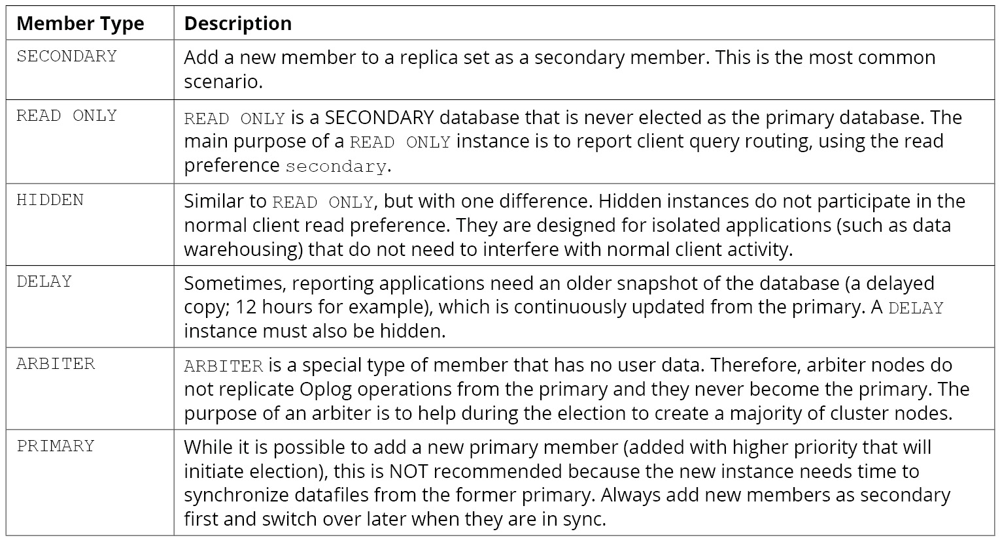 Member Type
Description
SECONDARY
Add a new member to a replica set as a secondary member. This is the most common
scenario.
READ ONLY
READ ONLY is a SECONDARY database that is never elected as the primary database. The
main purpose of a READ ONLY instance is to report client query routing, using the read
preference secondary.
HIDDEN
Similar to READ ONLY, but with one difference. Hidden instances do not participate in the
normal client read preference. They are designed for isolated applications (such as data
warehousing) that do not need to interfere with normal client activity.
DELAY
Sometimes, reporting applications need an older snapshot of the database (a delayed
copy; 12 hours for example), which is continuously updated from the primary. A DELAY
instance must also be hidden.
ARBITER
ARBITER is a special type of member that has no user data. Therefore, arbiter nodes do
not replicate Oplog operations from the primary and they never become the primary. The
purpose of an arbiter is to help during the election to create a majority of cluster nodes.
PRIMARY
While it is possible to add a new primary member (added with higher priority that will
initiate election), this is NOT recommended because the new instance needs time to
synchronize datafiles from the former primary. Always add new members as secondary
first and switch over later when they are in sync.